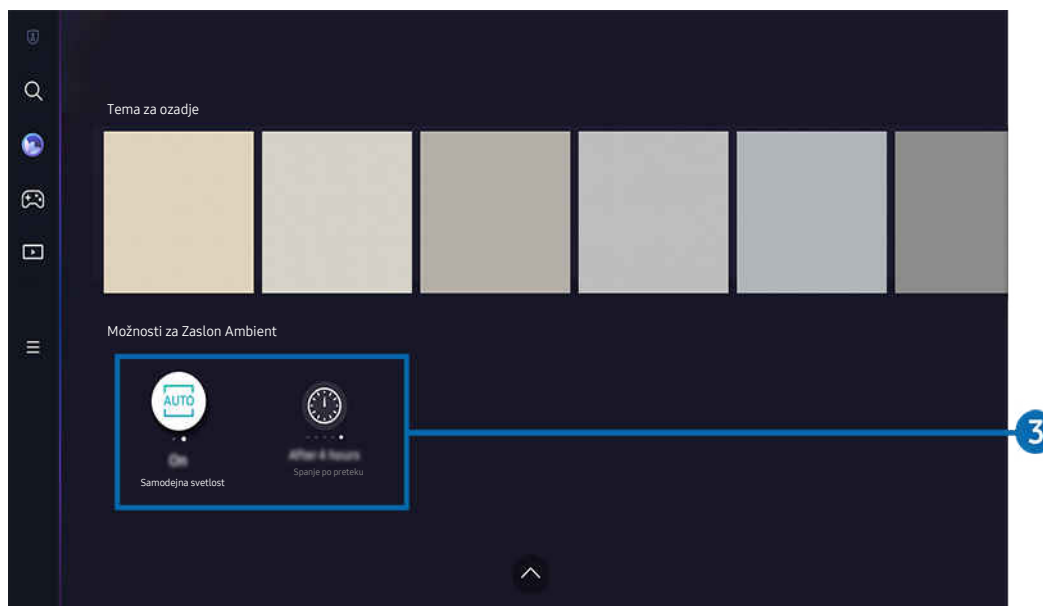 Tema za ozadje
Možnosti za Zaslon Ambient
AUTO
On
After 4 hours
Samodejna svetlost
Spanje po preteku
3